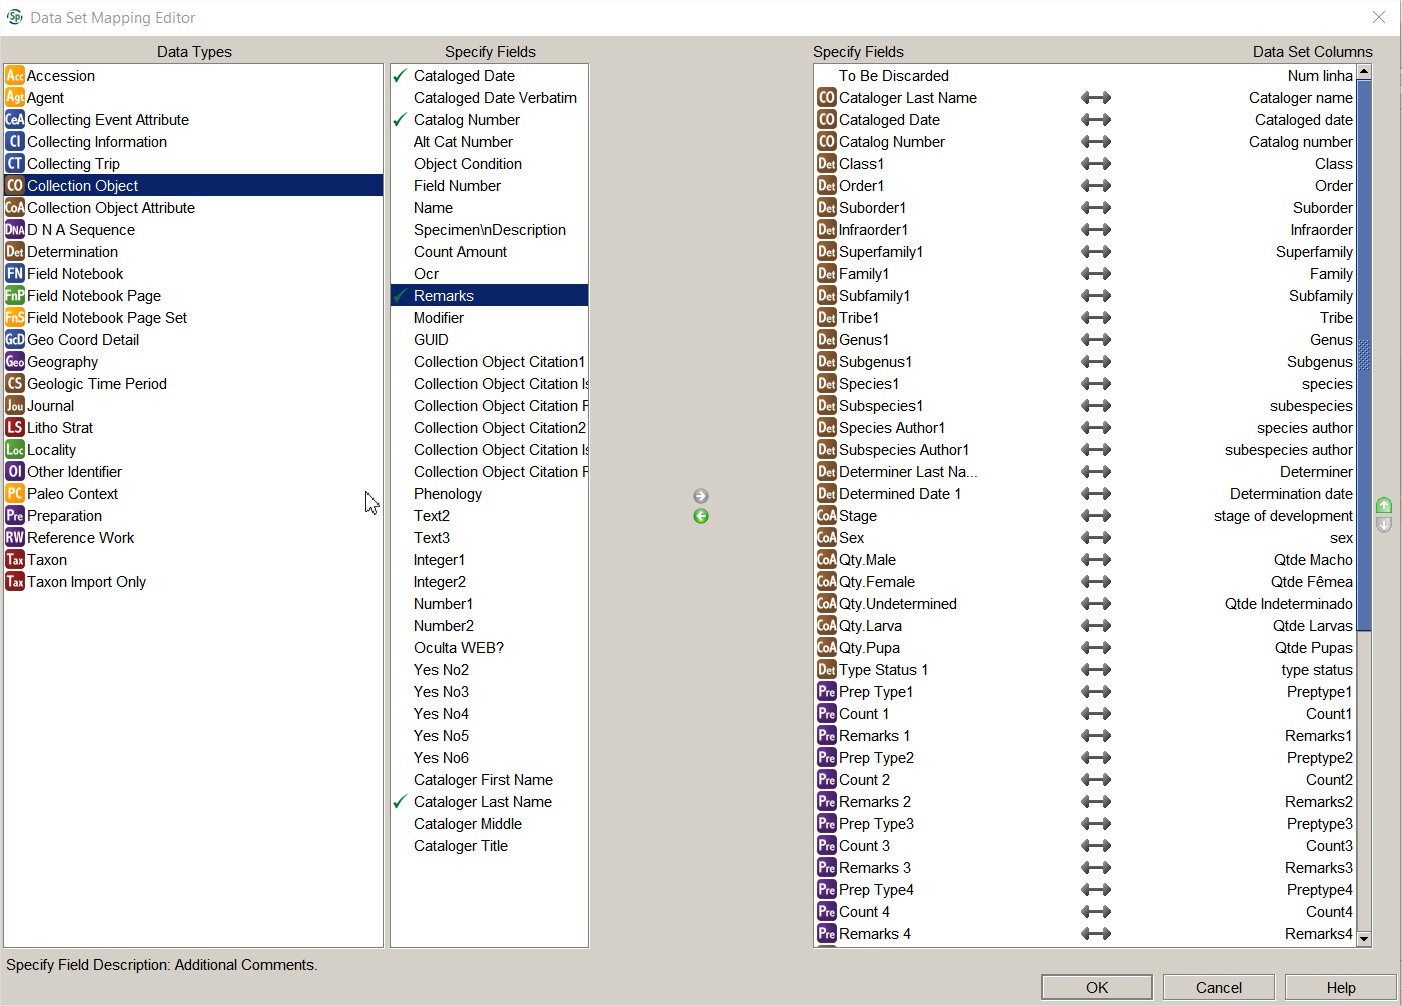 Sp Data Set Mapping Editor
Data Types Specify Fields Specify Fields Data Set Columns
Acc Accession
Agt Agent
CeA Collecting Event Attribute
CI Collecting Information
CT Collecting Trip
CO Collection Object
CoA Collection Object Attribute
DNA D N A Sequence
Det Determination
FN Field Notebook
FnP Field Notebook Page
FnS Field Notebook Page Set
GcD Geo Coord Detail
Geo Geography
CS Geologic Time Period
Jou Journal
LS Litho Strat
Loc Locality
OI Other Identifier
PC Paleo Context
Pre Preparation
RW Reference Work
Tax Taxon
Tax Taxon Import Only
Cataloged Date
Cataloged Date Verbatim
Catalog Number
Alt Cat Number
Object Condition
Field Number
Name
Specimen\nDescription
Count Amount
Ocr
Remarks
Modifier
GUID
Collection Object Citation1
Collection Object Citation Is
Collection Object Citation F
Collection Object Citation2
Collection Object Citation Is
Collection Object Citation F
Phenology
Text2
Text3
Integer1
Integer2
Number1
Number2
Oculta WEB?
Yes No2
Yes No3
Yes No4
Yes No5
Yes No6
Cataloger First Name
Cataloger Last Name
Cataloger Middle
Cataloger Title
To Be Discarded Num linha
CO Cataloger Last Name Cataloger name
CO Cataloged Date Cataloged date
CO Catalog Number Catalog number
Det Class1 Class
Det Order1 Order
Det Suborder1 Suborder
Det Infraorder1 Infraorder
Det Superfamily1 Superfamily
Det Family1 Family
Det Subfamily1 Subfamily
Det Tribe1 Tribe
Det Genus1 Genus
Det Subgenus1 Subgenus
Det Species1 species
Det Subspecies1 subespecies
Det Species Author1 species author
Det Subspecies Author1 subespecies author
Det Determiner Last Na... Determiner
Det Determined Date 1 Determination date
CoA Stage stage of development
CoA Sex sex
CoA Qty.Male Qtde Macho
CoA Qty.Female Qtde Fêmea
CoA Qty.Undetermined Qtde Indeterminado
CoA Qty.Larva Qtde Larvas
CoA Qty.Pupa Qtde Pupas
Det Type Status 1 type status
Pre Prep Type1 Preptype1
Pre Count 1 Count1
Pre Remarks 1 Remarks1
Pre Prep Type2 Preptype2
Pre Count 2 Count2
Pre Remarks 2 Remarks2
Pre Prep Type3 Preptype3
Pre Count 3 Count3
Pre Remarks 3 Remarks3
Pre Prep Type4 Preptype4
Pre Count 4 Count4
Pre Remarks 4 Remarks4
Specify Field Description: Additional Comments.
OK Cancel Help